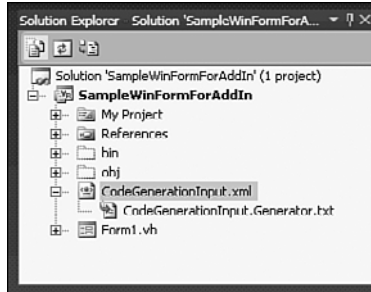 Solution Explorer - Solution 'SampleWinFormForA...
Solution 'SampleWinFormForAddIn' (1 project)
SampleWinFormForAddIn
My Project
References
bin
obj
CodeGenerationInput.xml
CodeGenerationInput.Generator.txt
Form1.vb